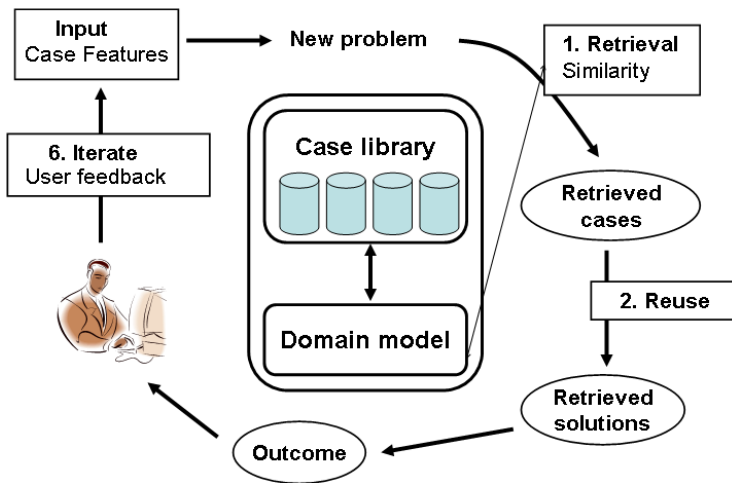 Input
Case Features
New problem
1. Retrieval
Similarity
6. Iterate
User feedback
Case library
Retrieved
cases
2. Reuse
Domain model
Retrieved
solutions
Outcome